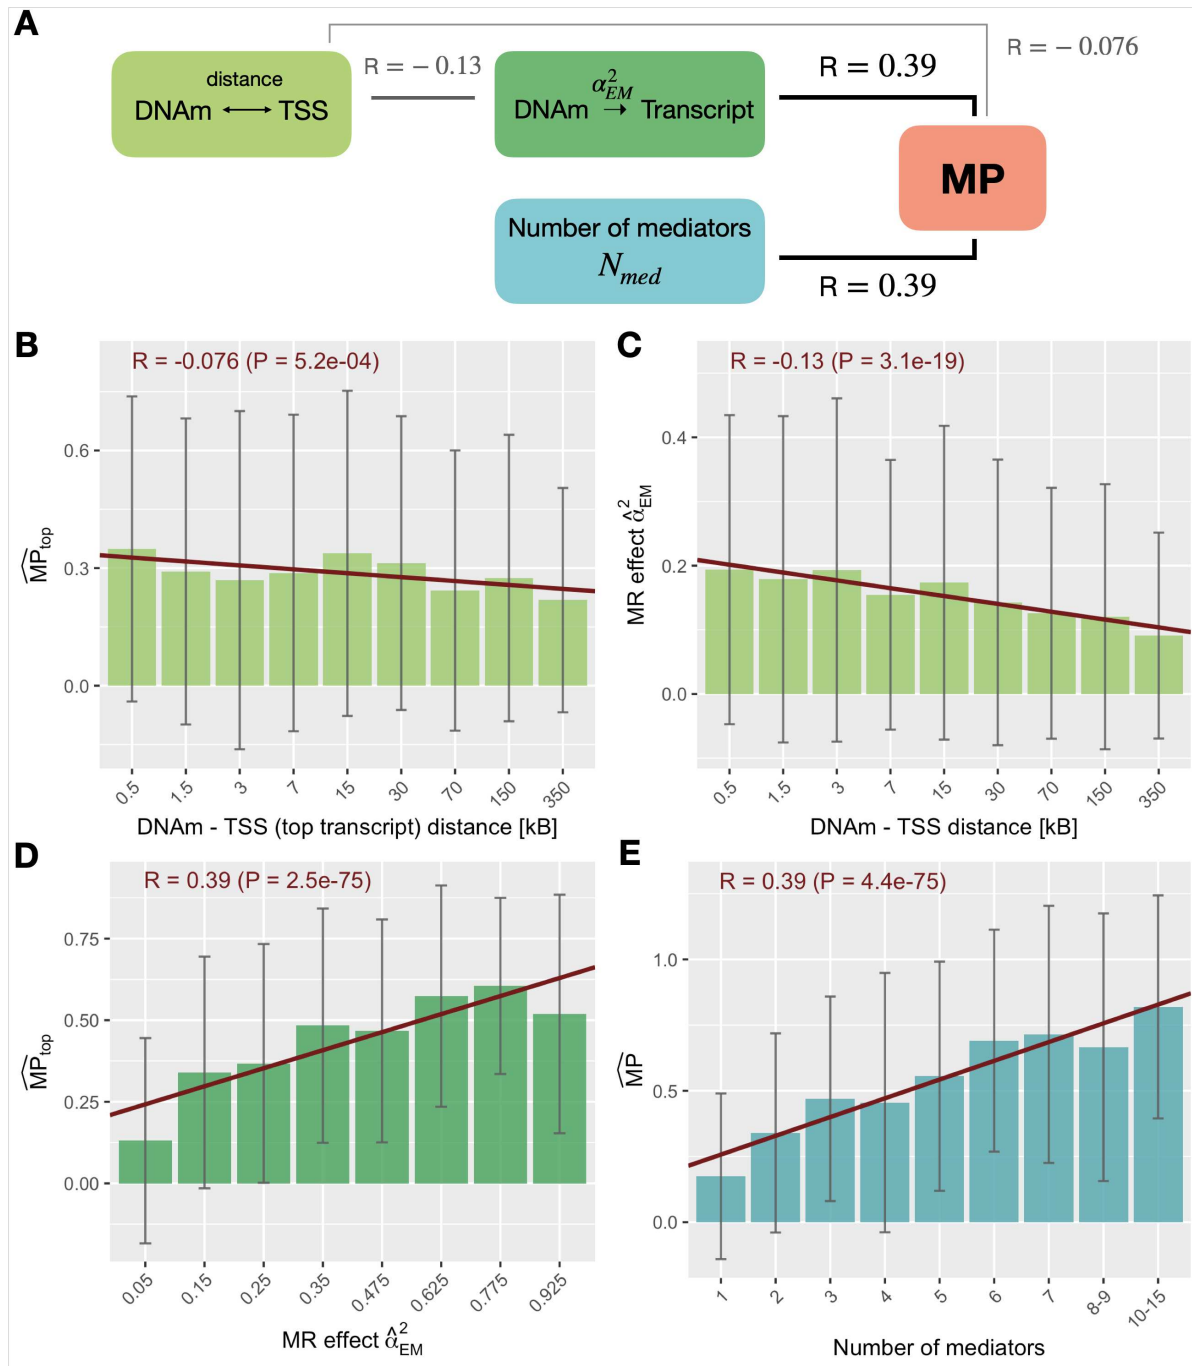 A
distance
DNAm ⟷ TSS
R = − 0.13
α²EM
DNAm → Transcript
R = 0.39
R = − 0.076
MP
Number of mediators
Nmed
R = 0.39
B
R = -0.076 (P = 5.2e-04)
MPtop
0.6
0.3
0.0
0.5 1.5 3 7 15 30 70 150 350
DNAm - TSS (top transcript) distance [kB]
C
R = -0.13 (P = 3.1e-19)
MR effect α̂²EM
0.4
0.2
0.0
0.5 1.5 3 7 15 30 70 150 350
DNAm - TSS distance [kB]
D
R = 0.39 (P = 2.5e-75)
MPtop
0.75
0.50
0.25
0.00
0.05 0.15 0.25 0.35 0.475 0.625 0.775 0.925
MR effect α̂²EM
E
R = 0.39 (P = 4.4e-75)
MP
1.0
0.5
0.0
1 2 3 4 5 6 7 8-9 10-15
Number of mediators